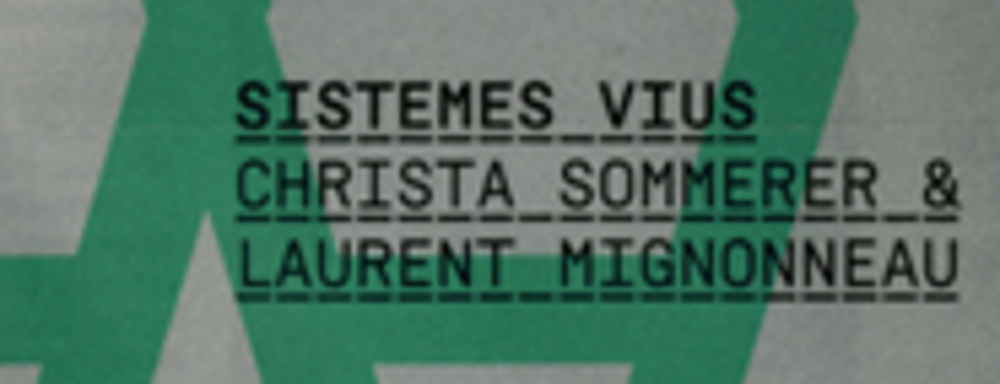 SISTEMES VIUS
CHRISTA SOMMERER &
LAURENT MIGNONNEAU